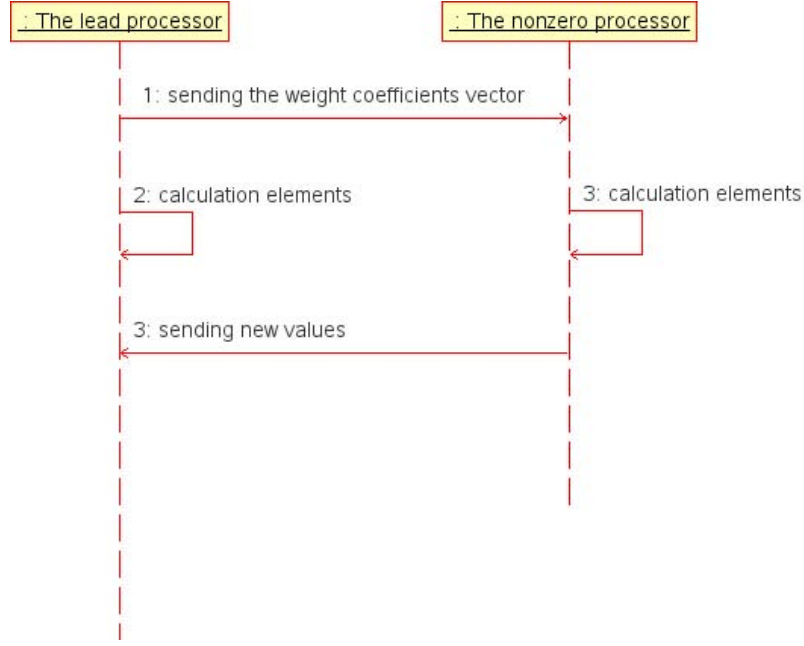 : The lead processor
: The nonzero processor
1: sending the weight coefficients vector
2: calculation elements
3: calculation elements
3: sending new values